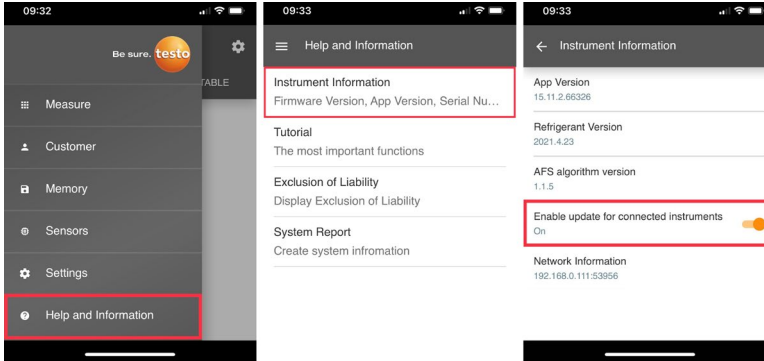 09:32
Be sure. testo
TABLE
Measure
Customer
Memory
Sensors
Settings
Help and Information
09:33
Help and Information
Instrument Information
Firmware Version, App Version, Serial Nu...
Tutorial
The most important functions
Exclusion of Liability
Display Exclusion of Liability
System Report
Create system infromation
09:33
Instrument Information
App Version
15.11.2.66326
Refrigerant Version
2021.4.23
AFS algorithm version
1.1.5
Enable update for connected instruments
On
Network Information
192.168.0.111:53956